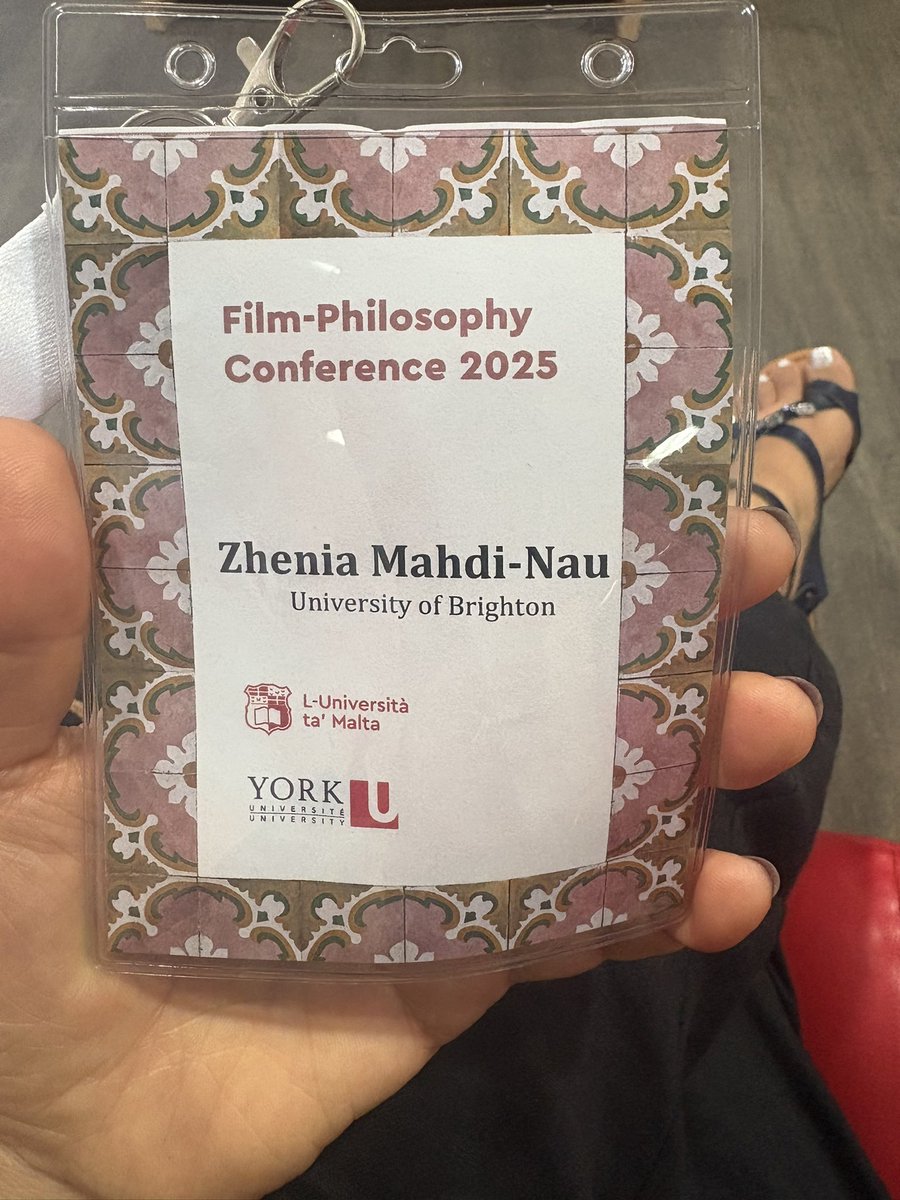 Film-Philosophy
Conference 2025
Zhenia Mahdi-Nau
University of Brighton
L-Università
ta' Malta
YORK U
UNIVERSITÉ
UNIVERSITY